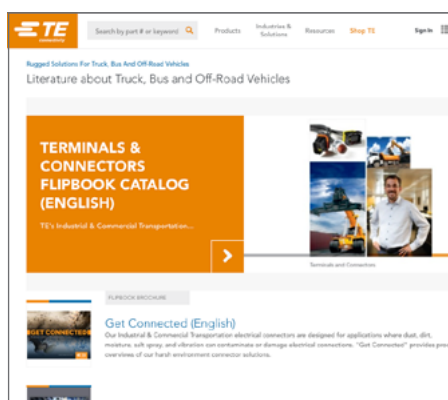 TE
connectivity
Search by part # or keyword
Products
Industries &
Solutions
Resources
Shop TE
Sign In
Rugged Solutions For Truck, Bus And Off-Road Vehicles
Literature about Truck, Bus and Off-Road Vehicles
TERMINALS &
CONNECTORS
FLIPBOOK CATALOG
(ENGLISH)
TE's Industrial & Commercial Transportation...
Terminals and Connectors
FLIPBOOK BROCHURE
GET CONNECTED
Get Connected (English)
Our Industrial & Commercial Transportation electrical connectors are designed for applications where dust, dirt,
moisture, salt spray, and vibration can contaminate or damage electrical connections. "Get Connected" provides
overviews of our harsh environment connector solutions.